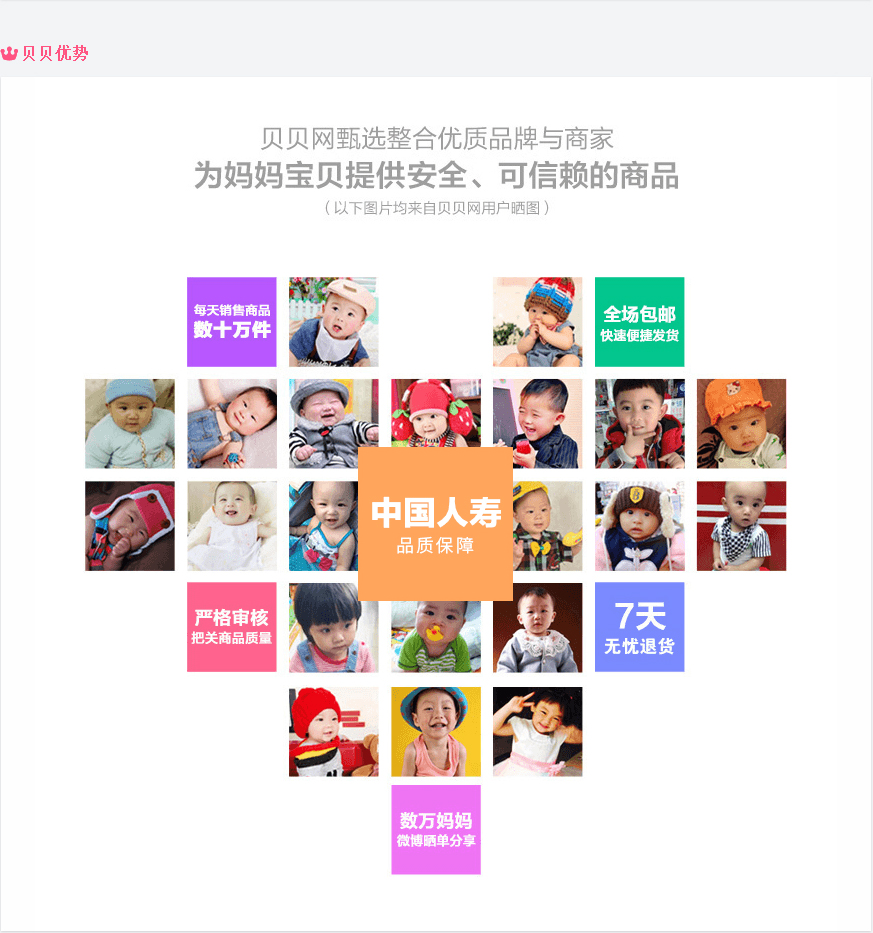 贝贝优势
贝贝网甄选整合优质品牌与商家
为妈妈宝贝提供安全、可信赖的商品
（以下图片均来自贝贝网用户晒图）
每天销售商品
数十万件
全场包邮
快速便捷发货
中国人寿
品质保障
严格审核
把关商品质量
7天
无忧退货
数万妈妈
微博晒单分享